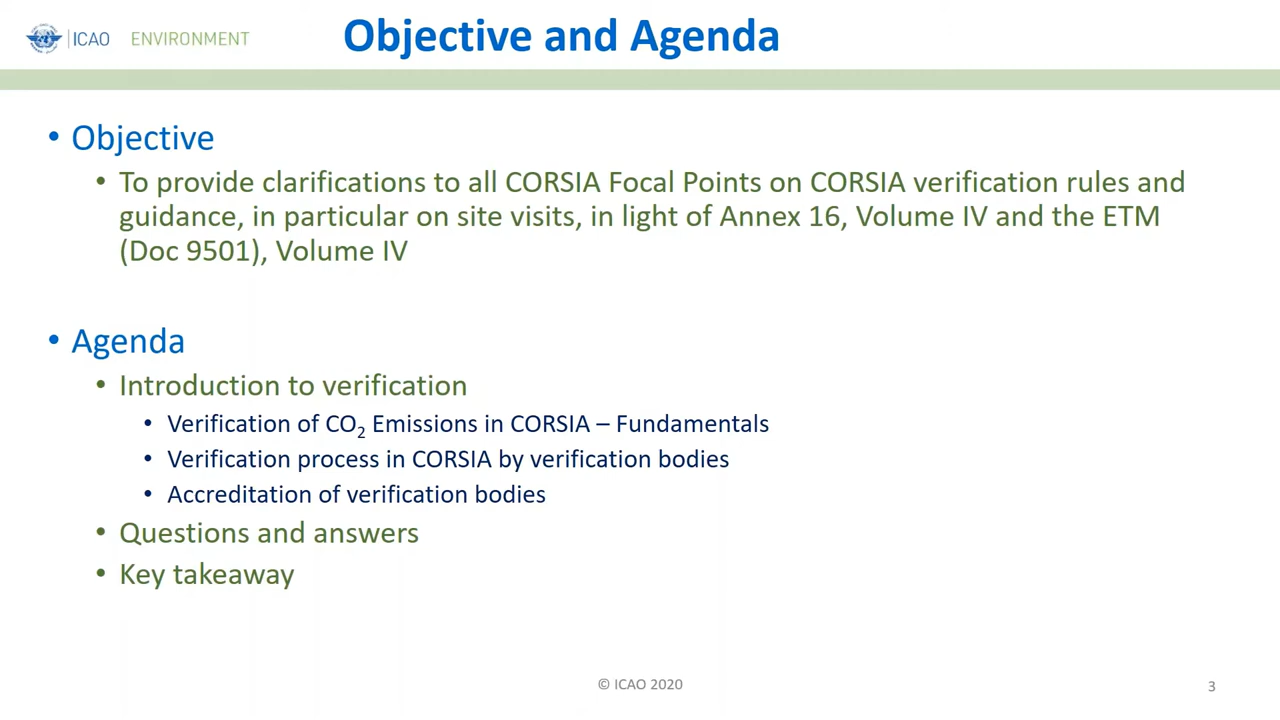 ICAO ENVIRONMENT
Objective and Agenda
• Objective
• To provide clarifications to all CORSIA Focal Points on CORSIA verification rules and
guidance, in particular on site visits, in light of Annex 16, Volume IV and the ETM
(Doc 9501), Volume IV
• Agenda
• Introduction to verification
• Verification of CO₂ Emissions in CORSIA – Fundamentals
• Verification process in CORSIA by verification bodies
• Accreditation of verification bodies
• Questions and answers
• Key takeaway
© ICAO 2020
3